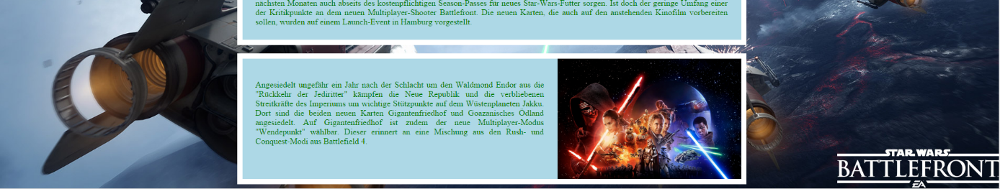 nächsten Monaten auch abseits des kostenpflichtigen Season-Passes für neues Star-Wars-Futter sorgen. Ist doch der geringe Umfang einer
der Kritikpunkte an dem neuen Multiplayer-Shooter Battlefront. Die neuen Karten, die auch auf den anstehenden Kinofilm vorbereiten
sollen, wurden auf einem Launch-Event in Hamburg vorgestellt.
Angesiedelt ungefähr ein Jahr nach der Schlacht um den Waldmond Endor aus die
"Rückkehr der Jediritter" kämpfen die Neue Republik und die verbliebenen
Streitkräfte des Imperiums um wichtige Stützpunkte auf dem Wüstenplaneten Jakku.
Dort sind die beiden neuen Karten Gigantenfriedhof und Goazanisches Ödland
angesiedelt. Auf Gigantenfriedhof ist zudem der neue Multiplayer-Modus
"Wendepunkt" wählbar. Dieser erinnert an eine Mischung aus den Rush- und
Conquest-Modi aus Battlefield 4.
STAR WARS
BATTLEFRONT
EA